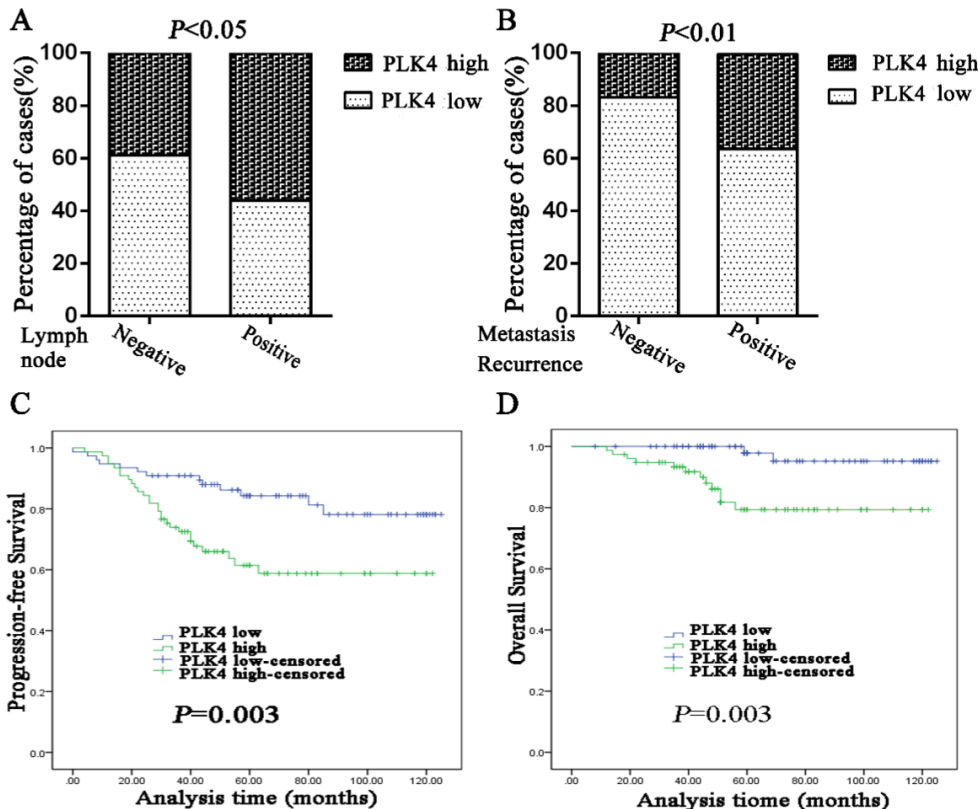 A
P<0.05
PLK4 high
PLK4 low
Percentage of cases(%)
100
80
60
40
20
0
Lymph
node
Negative
Positive
B
P<0.01
PLK4 high
PLK4 low
Percentage of cases(%)
100
80
60
40
20
0
Metastasis
Recurrence
Negative
Positive
C
Progression-free Survival
1.0
0.8
0.6
0.4
0.2
0.0
PLK4 low
PLK4 high
PLK4 low-censored
PLK4 high-censored
P=0.003
.00
20.00
40.00
60.00
80.00
100.00
120.00
Analysis time (months)
D
Overall Survival
1.0
0.8
0.6
0.4
0.2
0.0
PLK4 low
PLK4 high
PLK4 low-censored
PLK4 high-censored
P=0.003
.00
20.00
40.00
60.00
80.00
100.00
120.00
Analysis tiome (months)